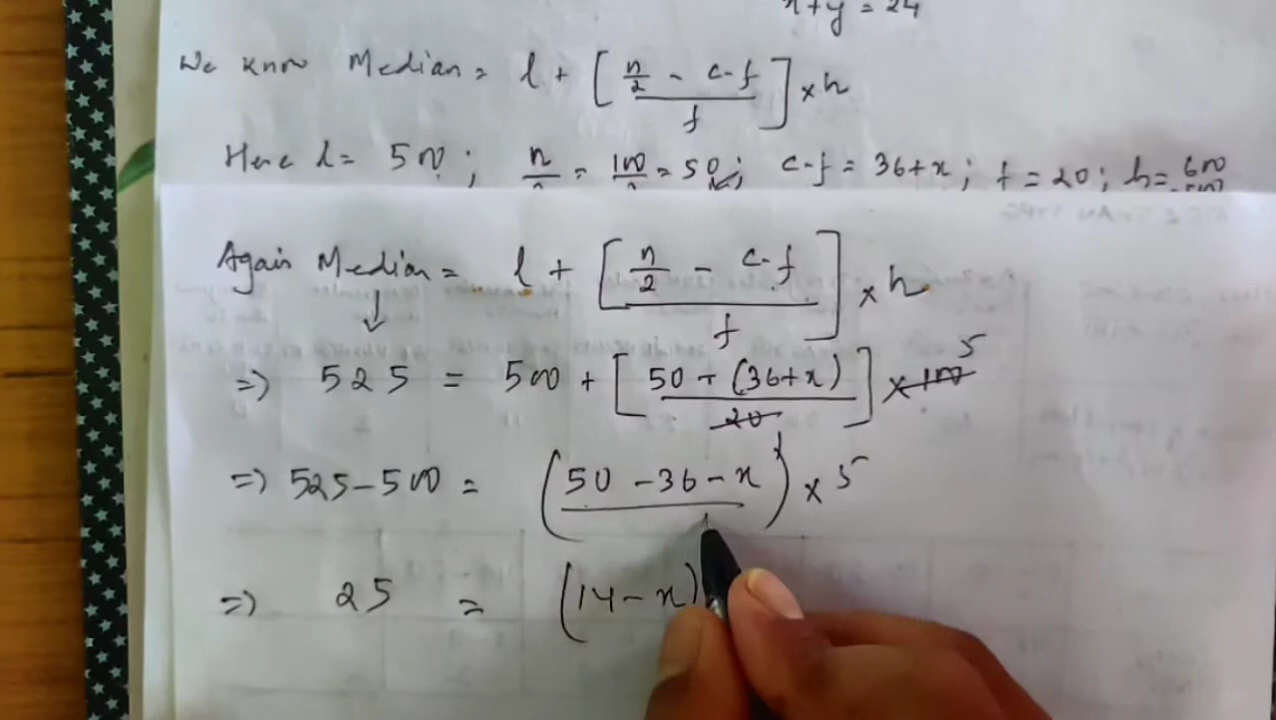 x+y = 24
We know Median = l + [n/2 - c.f / f] × h
Here l = 500; n/2 = 100/2 = 50; c.f = 36+x; f = 20; h = 600
Again Median = l + [n/2 - c.f / f] × h
↓
=> 525 = 500 + [50 - (36+x) / 20] × 100 5
=> 525-500 = (50 - 36 - x) × 5
=> 25 = (14 - x)